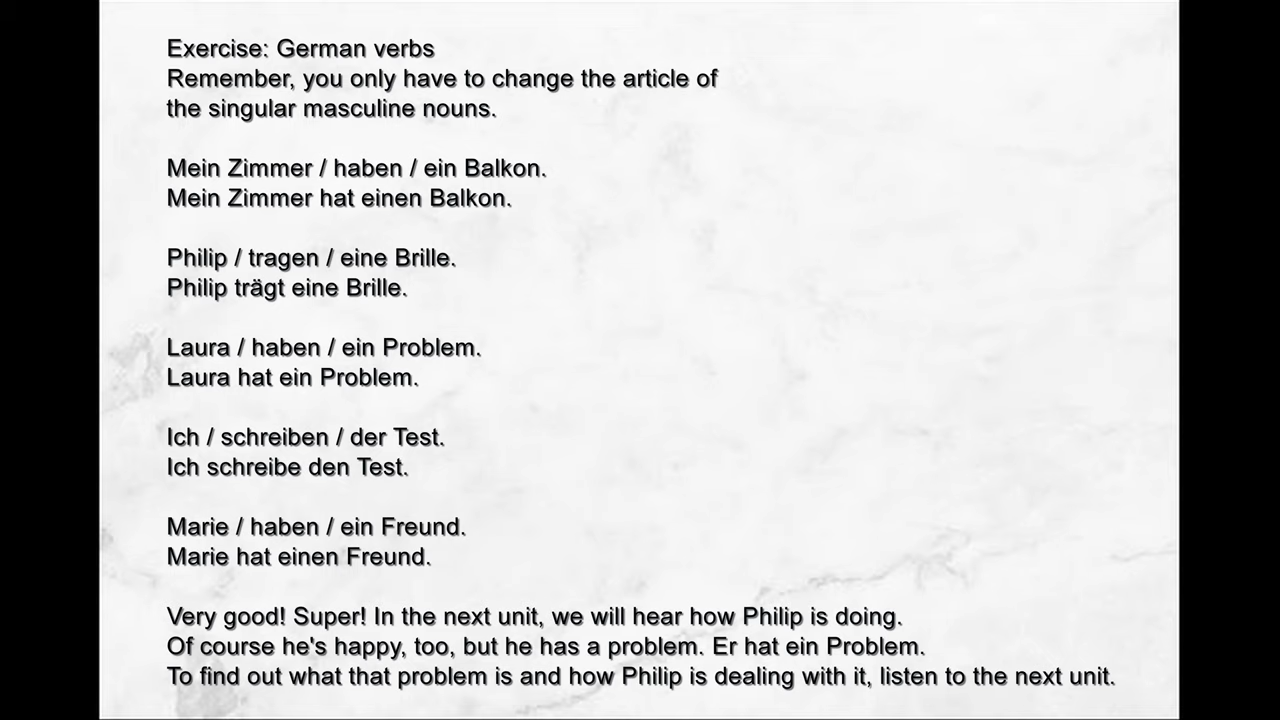 Exercise: German verbs
Remember, you only have to change the article of
the singular masculine nouns.
Mein Zimmer / haben / ein Balkon.
Mein Zimmer hat einen Balkon.
Philip / tragen / eine Brille.
Philip trägt eine Brille.
Laura / haben / ein Problem.
Laura hat ein Problem.
Ich / schreiben / der Test.
Ich schreibe den Test.
Marie / haben / ein Freund.
Marie hat einen Freund.
Very good! Super! In the next unit, we will hear how Philip is doing.
Of course he's happy, too, but he has a problem. Er hat ein Problem.
To find out what that problem is and how Philip is dealing with it, listen to the next unit.